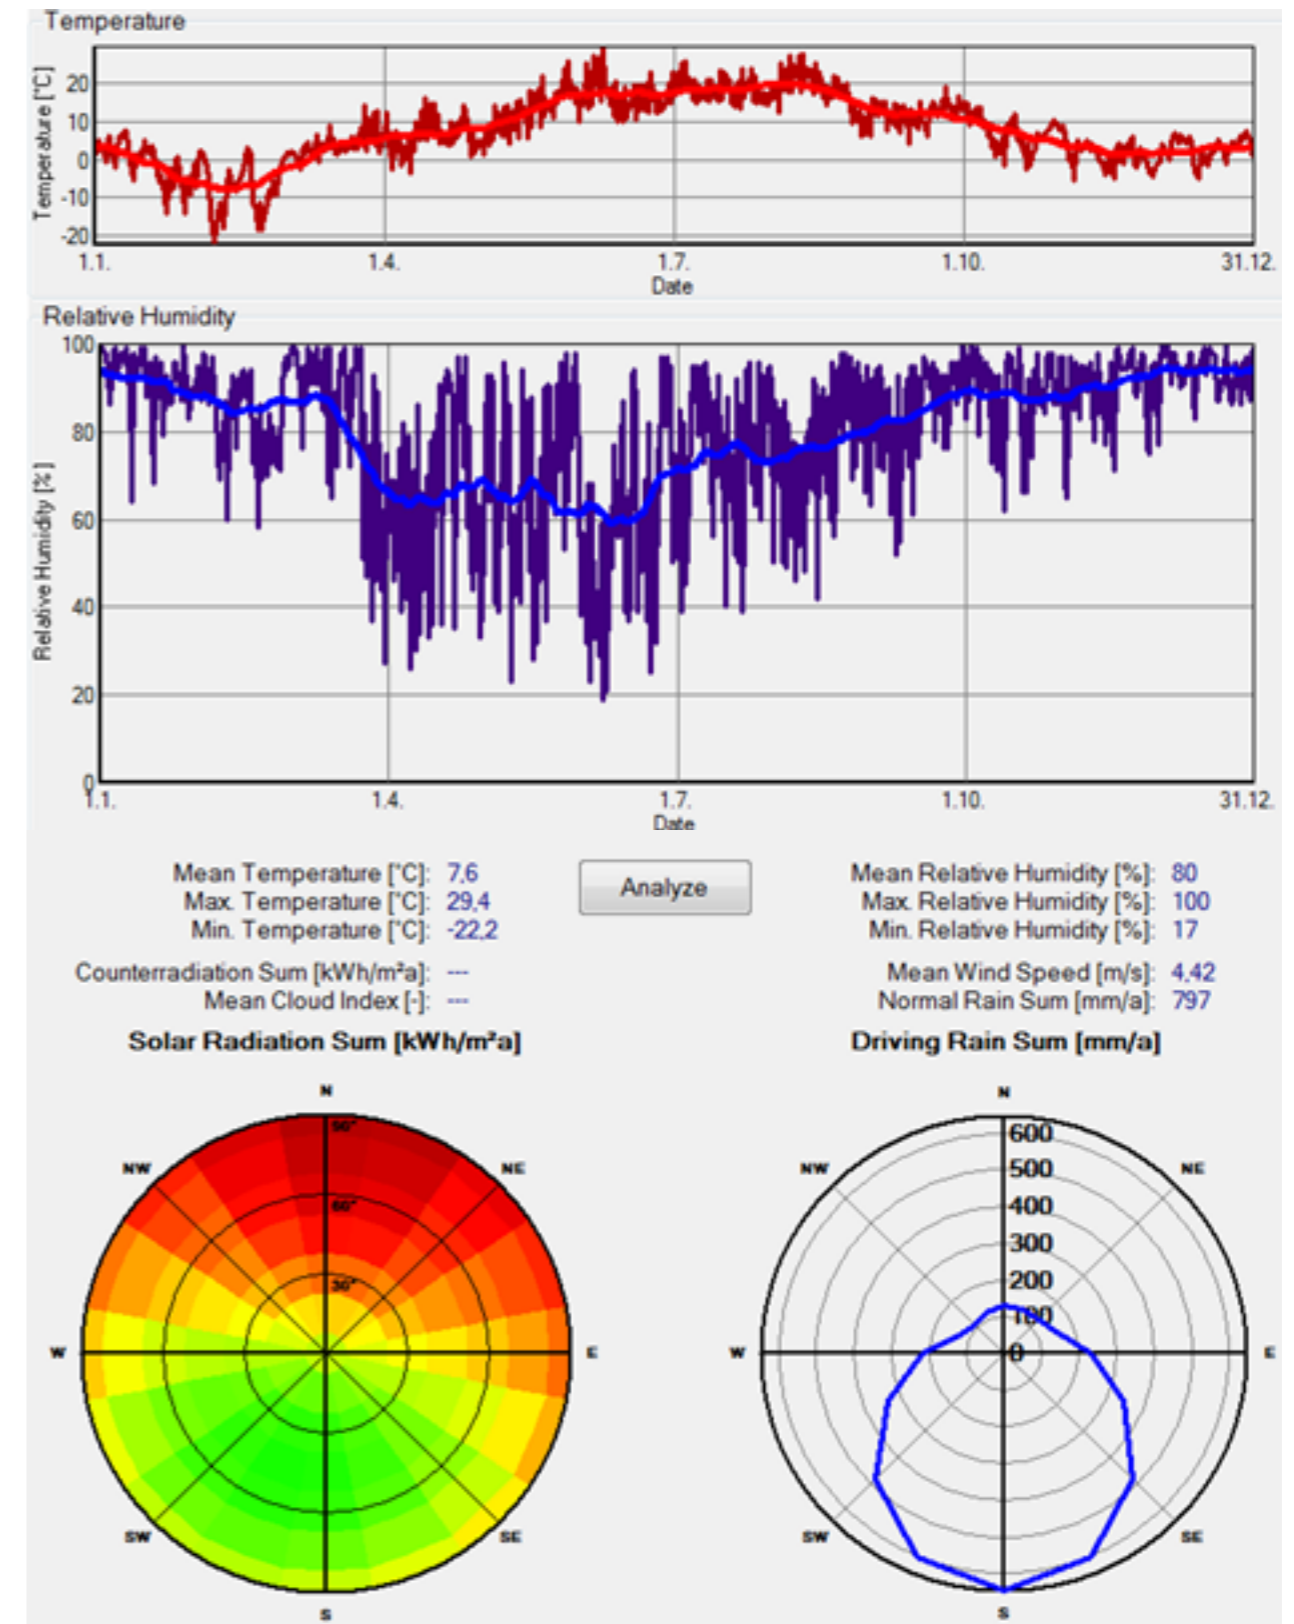 Temperature
Temperature [°C]
20
10
0
-10
-20
1.1.
1.4.
1.7.
1.10.
31.12.
Date
Relative Humidity
Relative Humidity [%]
100
80
60
40
20
0
1.1.
1.4.
1.7.
1.10.
31.12.
Date
Mean Temperature [°C]: 7,6
Max. Temperature [°C]: 29,4
Min. Temperature [°C]: -22,2
Counterradiation Sum [kWh/m²a]: ---
Mean Cloud Index [-]: ---
Analyze
Mean Relative Humidity [%]: 80
Max. Relative Humidity [%]: 100
Min. Relative Humidity [%]: 17
Mean Wind Speed [m/s]: 4,42
Normal Rain Sum [mm/a]: 797
Solar Radiation Sum [kWh/m²a]
N
NW
NE
90°
60°
30°
W
E
SW
SE
S
Driving Rain Sum [mm/a]
N
NW
NE
600
500
400
300
200
100
0
W
E
SW
SE
S